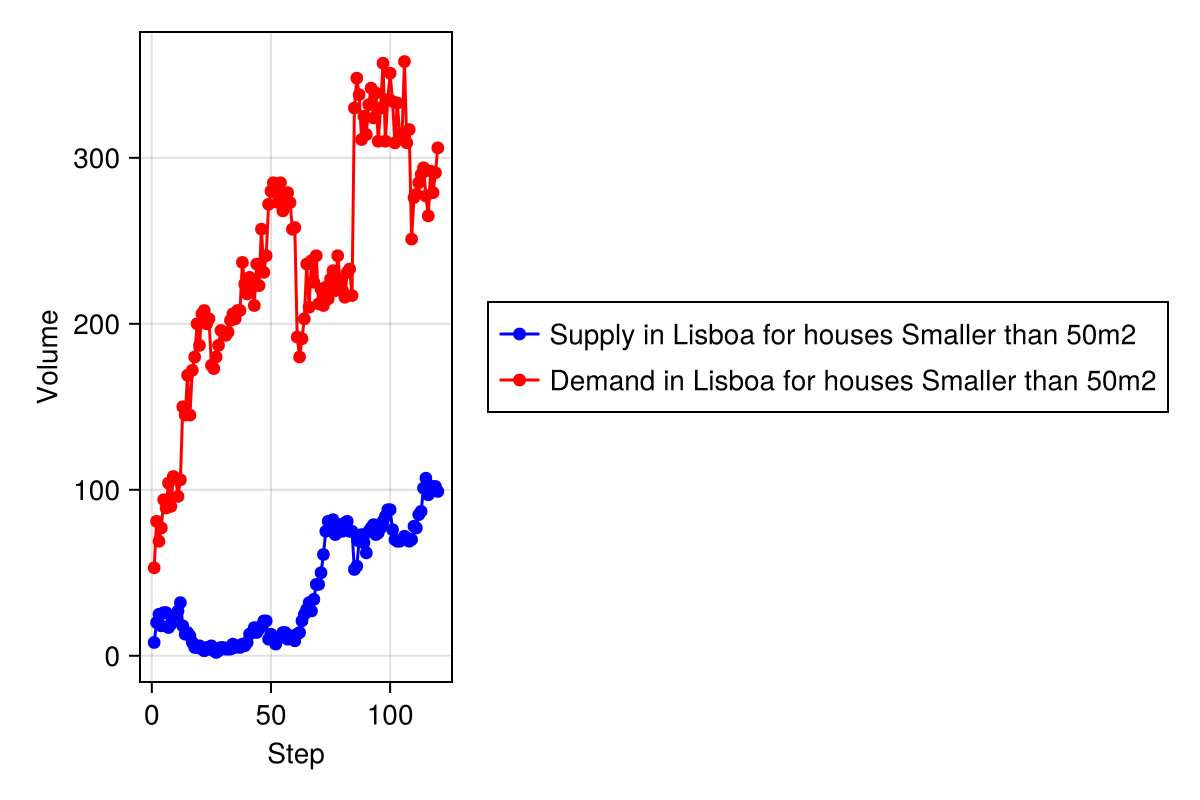 Volume
300
200
100
0
0 50 100
Step
Supply in Lisboa for houses Smaller than 50m2
Demand in Lisboa for houses Smaller than 50m2